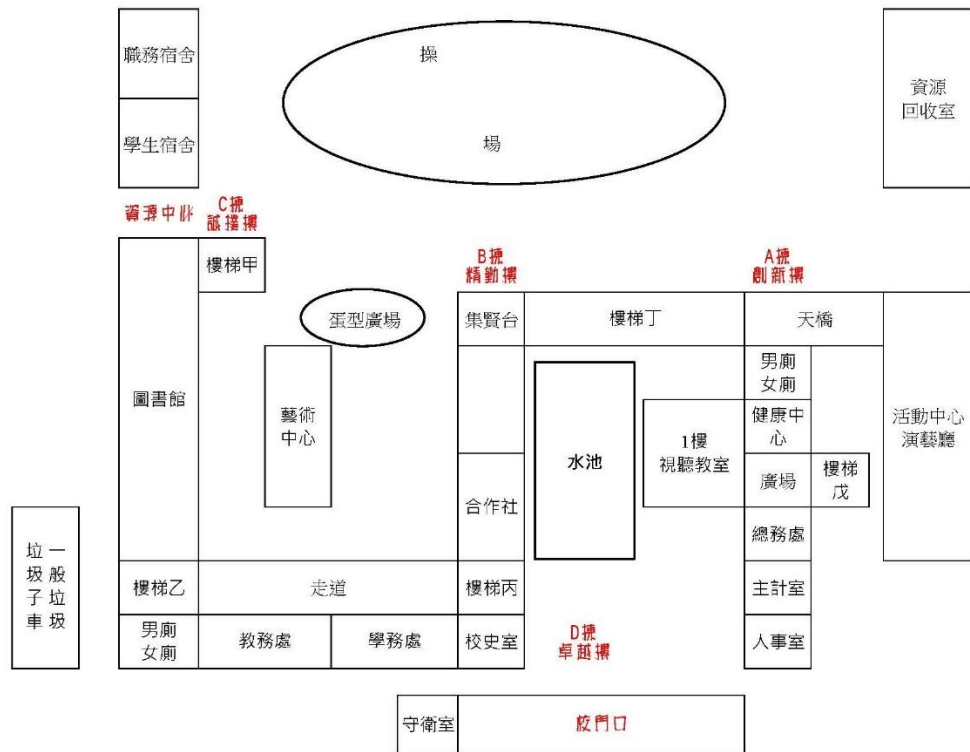 職務宿舍
操
場
資源
回收室
學生宿舍
資源中心
C棟
誠撲樓
樓梯甲
B棟
精勤樓
A棟
創新樓
蛋型廣場
集賢台
樓梯丁
天橋
男廁
女廁
圖書館
藝術
中心
水池
1樓
視聽教室
健康中
心
活動中心
演藝廳
廣場
樓梯
戊
合作社
總務處
一般垃圾
垃圾子車
樓梯乙
走道
樓梯丙
主計室
男廁
女廁
教務處
學務處
校史室
D棟
卓越樓
人事室
守衛室
校門口